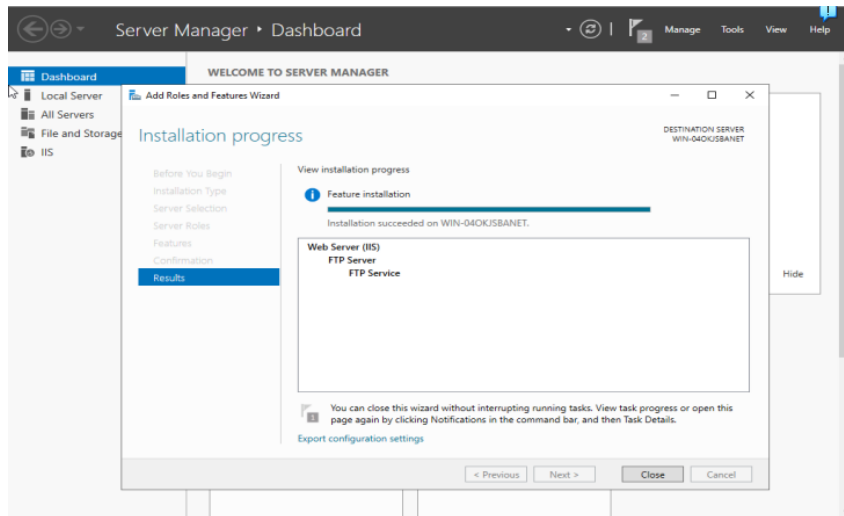 Server Manager ‣ Dashboard
2
Manage Tools View Help
Dashboard
Local Server
All Servers
File and Storage
IIS
WELCOME TO SERVER MANAGER
Add Roles and Features Wizard
Installation progress
DESTINATION SERVER
WIN-04OKJSBANET
Before You Begin
Installation Type
Server Selection
Server Roles
Features
Confirmation
Results
View installation progress
Feature installation
Installation succeeded on WIN-04OKJSBANET.
Web Server (IIS)
FTP Server
FTP Service
Hide
1
You can close this wizard without interrupting running tasks. View task progress or open this
page again by clicking Notifications in the command bar, and then Task Details.
Export configuration settings
< Previous Next > Close Cancel